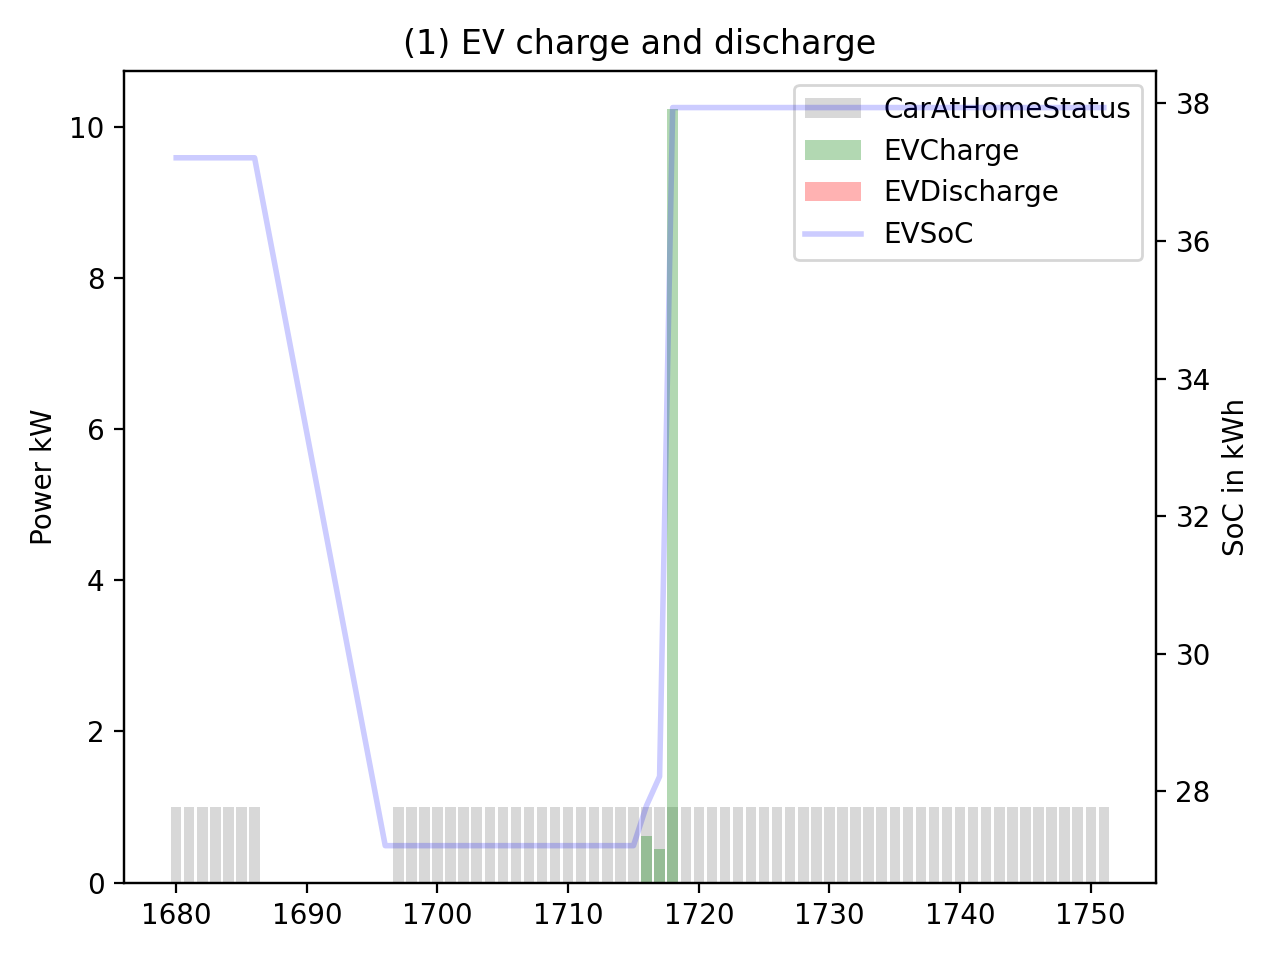 (1) EV charge and discharge
CarAtHomeStatus
EVCharge
EVDischarge
EVSoC
Power kW
10
8
6
4
2
0
SoC in kWh
38
36
34
32
30
28
1680 1690 1700 1710 1720 1730 1740 1750